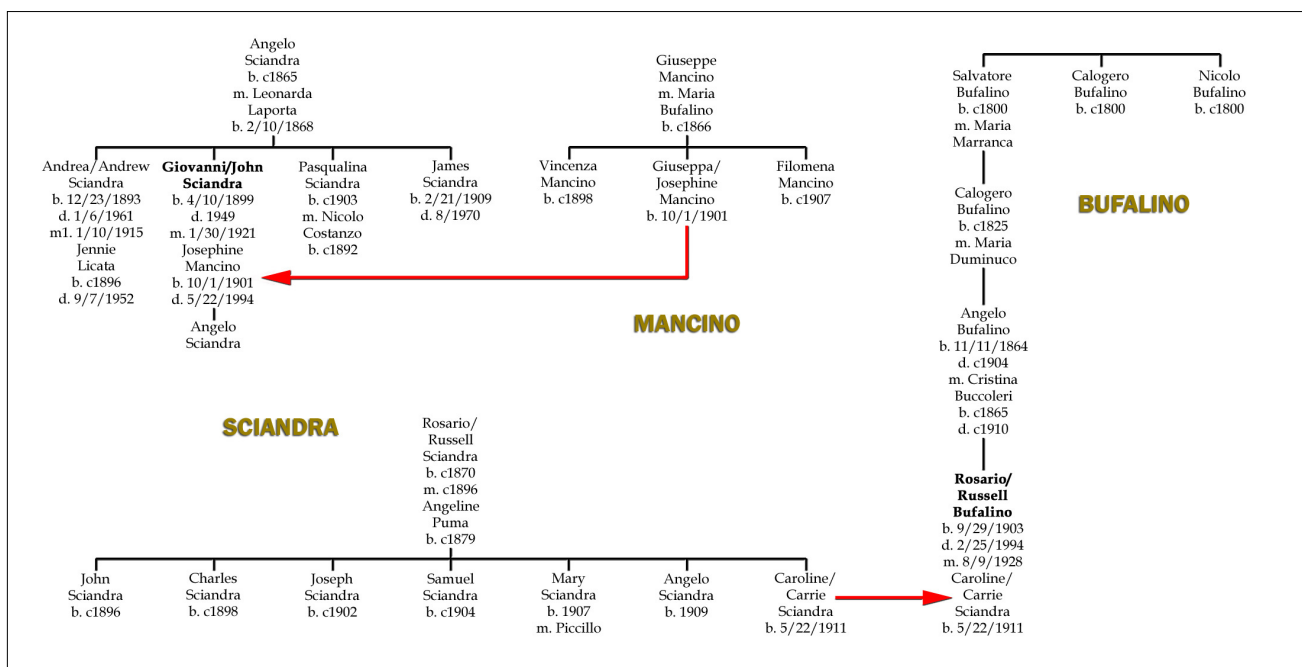 Angelo
Sciandra
b. c1865
m. Leonarda
Laporta
b. 2/10/1868
Andrea/Andrew
Sciandra
b. 12/23/1893
d. 1/6/1961
m1. 1/10/1915
Jennie
Licata
b. c1896
d. 9/7/1952
Giovanni/John
Sciandra
b. 4/10/1899
d. 1949
m. 1/30/1921
Josephine
Mancino
b. 10/1/1901
d. 5/22/1994
Angelo
Sciandra
Pasqualina
Sciandra
b. c1903
m. Nicolo
Costanzo
b. c1892
James
Sciandra
b. 2/21/1909
d. 8/1970
Giuseppe
Mancino
m. Maria
Bufalino
b. c1866
Vincenza
Mancino
b. c1898
Giuseppa/
Josephine
Mancino
b. 10/1/1901
Filomena
Mancino
b. c1907
MANCINO
Salvatore
Bufalino
b. c1800
m. Maria
Marranca
Calogero
Bufalino
b. c1800
Nicolo
Bufalino
b. c1800
Calogero
Bufalino
b. c1825
m. Maria
Duminuco
BUFALINO
Angelo
Bufalino
b. 11/11/1864
d. c1904
m. Cristina
Buccoleri
b. c1865
d. c1910
Rosario/
Russell
Bufalino
b. 9/29/1903
d. 2/25/1994
m. 8/9/1928
Caroline/
Carrie
Sciandra
b. 5/22/1911
SCIANDRA
Rosario/
Russell
Sciandra
b. c1870
m. c1896
Angeline
Puma
b. c1879
John
Sciandra
b. c1896
Charles
Sciandra
b. c1898
Joseph
Sciandra
b. c1902
Samuel
Sciandra
b. c1904
Mary
Sciandra
b. 1907
m. Piccillo
Angelo
Sciandra
b. 1909
Caroline/
Carrie
Sciandra
b. 5/22/1911